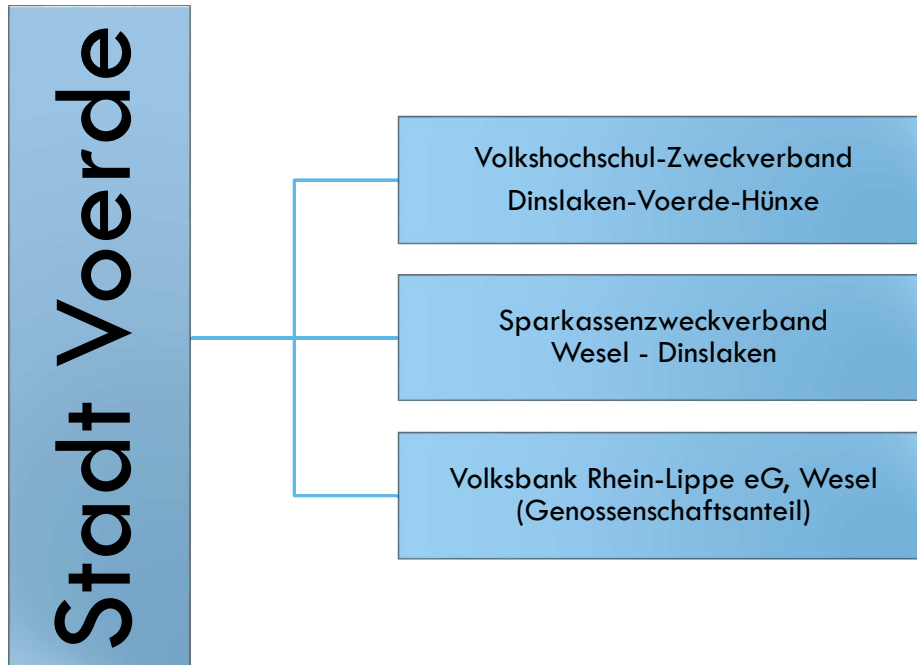 Stadt Voerde
Volkshochschul-Zweckverband
Dinslaken-Voerde-Hünxe
Sparkassenzweckverband
Wesel - Dinslaken
Volksbank Rhein-Lippe eG, Wesel
(Genossenschaftsanteil)